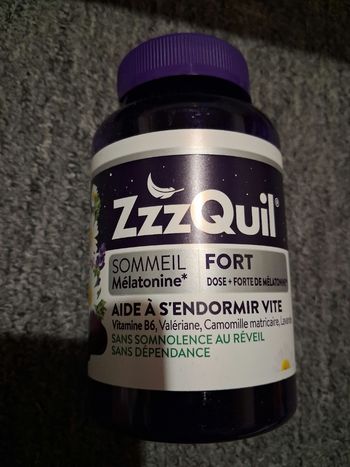 ZzzQuil®
SOMMEIL
Mélatonine*
FORT
DOSE + FORTE DE MÉLATONINE*
AIDE À S'ENDORMIR VITE
Vitamine B6, Valériane, Camomille matricaire,
SANS SOMNOLENCE AU RÉVEIL
SANS DÉPENDANCE